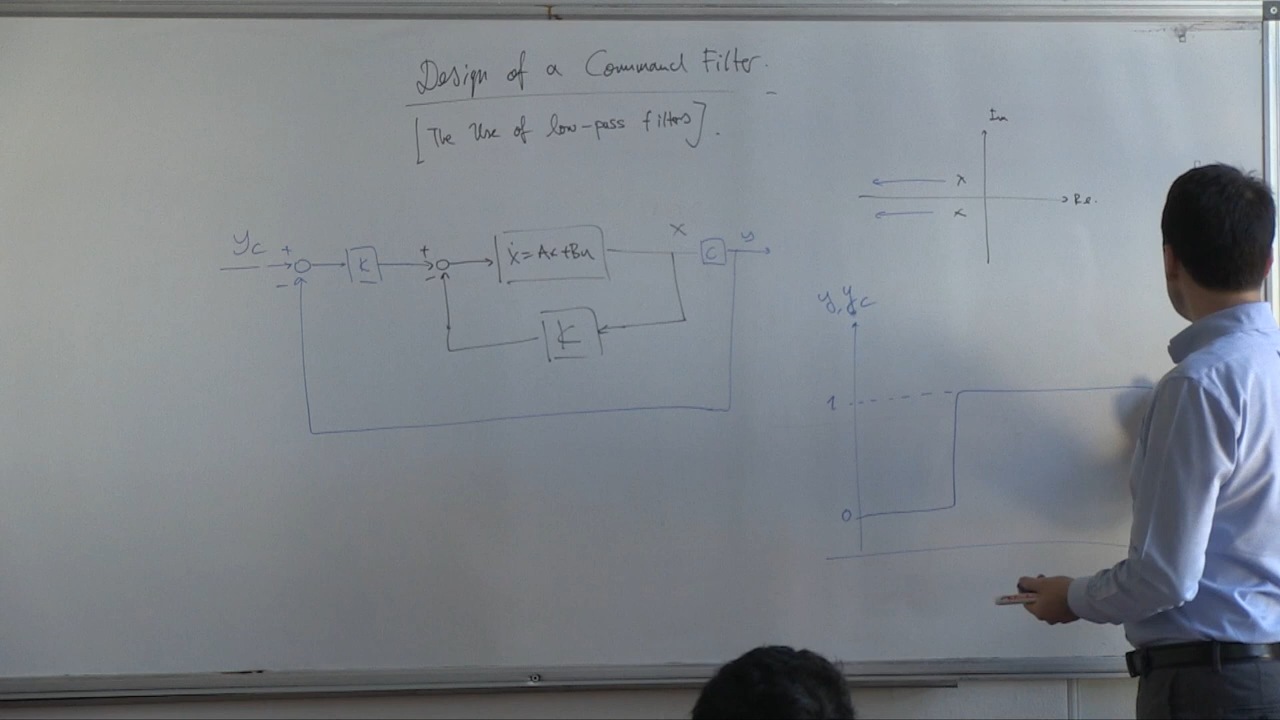 Design of a Command Filter.
[The Use of low-pass filters].
Im
Re.
yc + - K + - ẋ = Ax+Bu x C y
K
y, yc
1
0